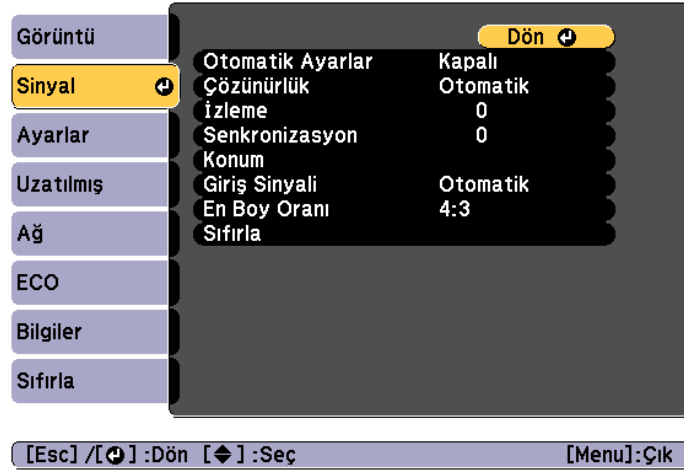 Görüntü
Sinyal
Ayarlar
Uzatılmış
Ağ
ECO
Bilgiler
Sıfırla
Dön
Otomatik Ayarlar Kapalı
Çözünürlük Otomatik
İzleme 0
Senkronizasyon 0
Konum
Giriş Sinyali Otomatik
En Boy Oranı 4:3
Sıfırla
[Esc] /[⏎] :Dön [◆] :Seç [Menu]:Çık